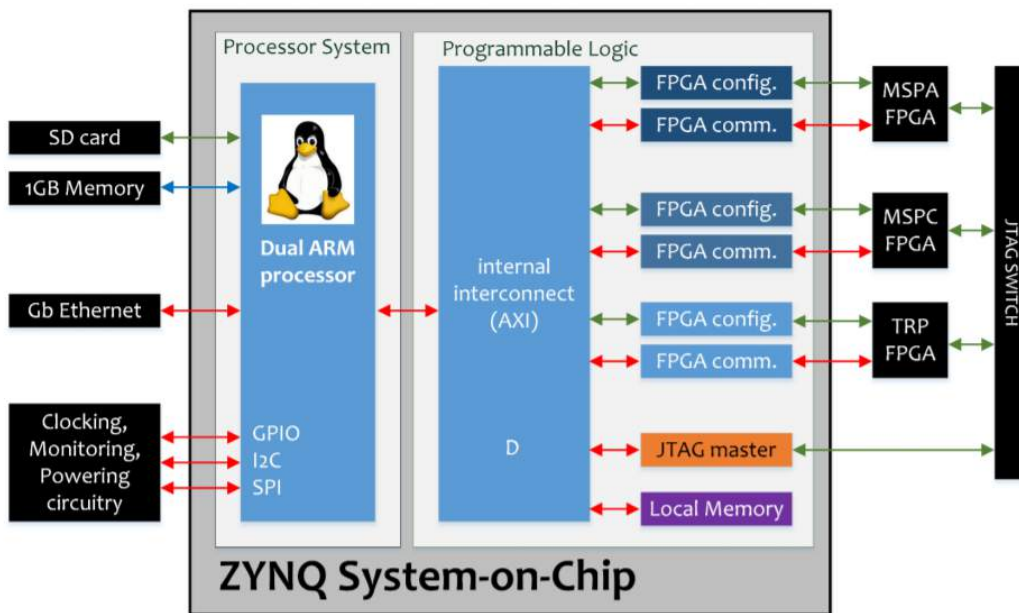 Processor System
Programmable Logic
SD card
1GB Memory
Gb Ethernet
Clocking,
Monitoring,
Powering
circuitry
Dual ARM
processor
GPIO
I2C
SPI
internal
interconnect
(AXI)
D
FPGA config.
FPGA comm.
FPGA config.
FPGA comm.
FPGA config.
FPGA comm.
JTAG master
Local Memory
MSPA
FPGA
MSPC
FPGA
TRP
FPGA
JTAG SWITCH
ZYNQ System-on-Chip